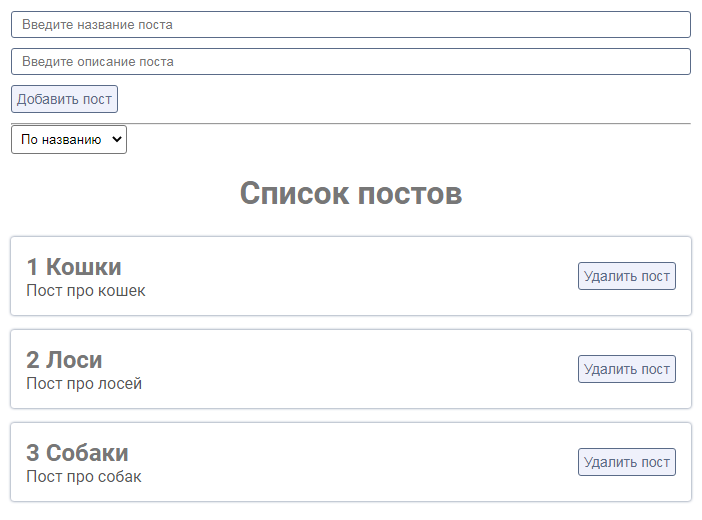 Введите название поста
Введите описание поста
Добавить пост
По названию
Список постов
1 Кошки
Пост про кошек
Удалить пост
2 Лоси
Пост про лосей
Удалить пост
3 Собаки
Пост про собак
Удалить пост